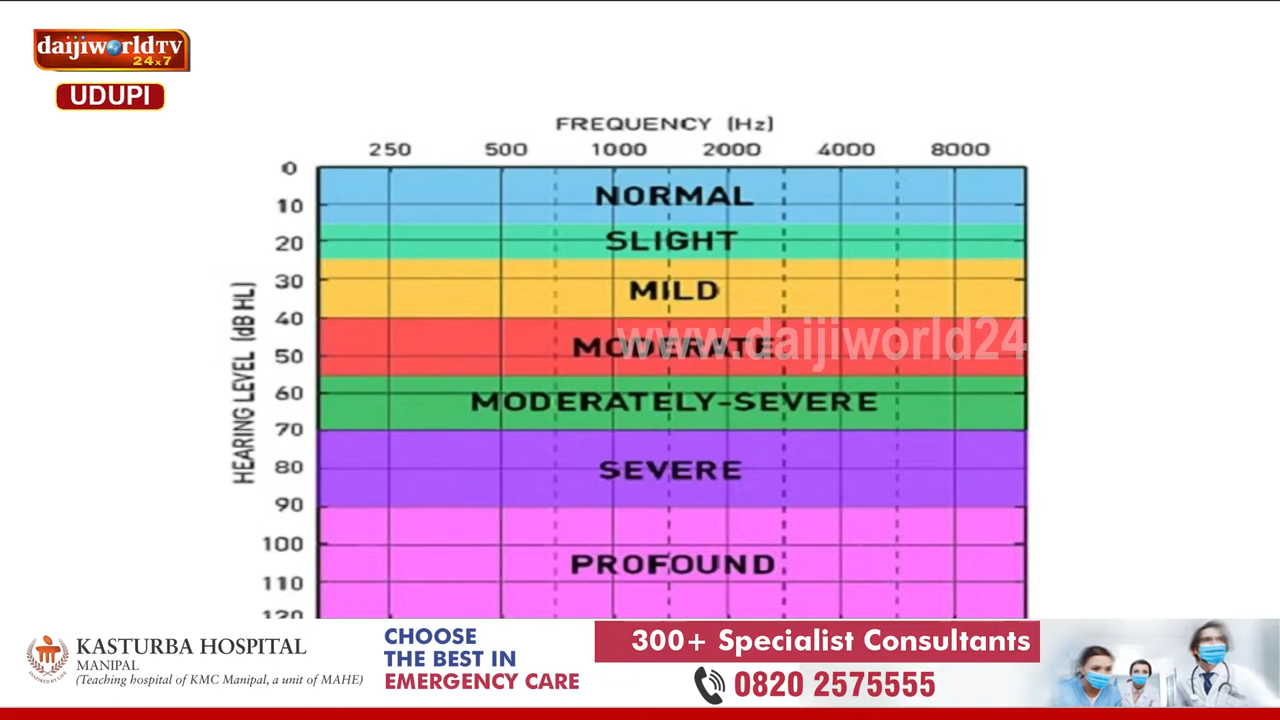 daijiworldTV
24x7
UDUPI
FREQUENCY (Hz)
250 500 1000 2000 4000 8000
HEARING LEVEL (dB HL)
0
10
20
30
40
50
60
70
80
90
100
110
120
NORMAL
SLIGHT
MILD
MODERATE
MODERATELY-SEVERE
SEVERE
PROFOUND
www.daijiworld24
KASTURBA HOSPITAL
MANIPAL
(Teaching hospital of KMC Manipal, a unit of MAHE)
CHOOSE
THE BEST IN
EMERGENCY CARE
300+ Specialist Consultants
0820 2575555